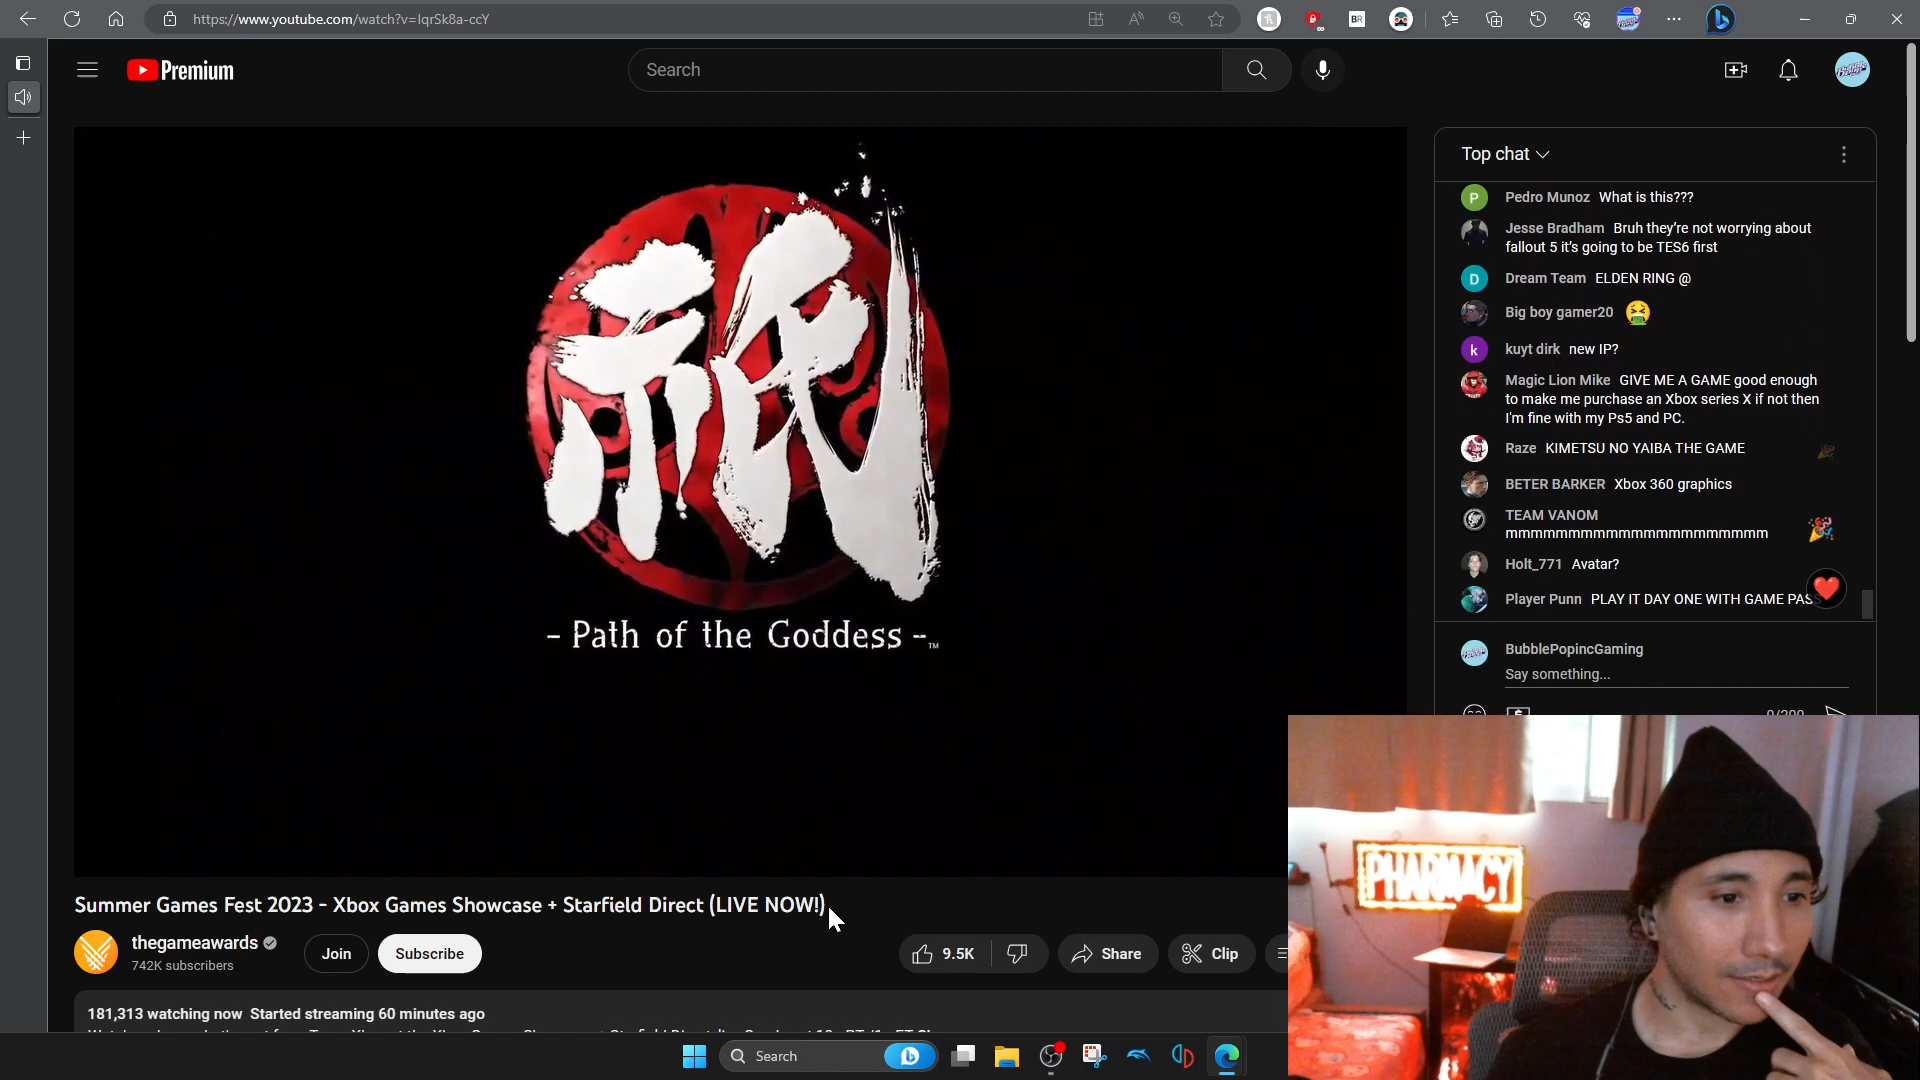 https://www.youtube.com/watch?v=IqrSk8a-ccY
Premium
Search
祇
- Path of the Goddess -™
Summer Games Fest 2023 - Xbox Games Showcase + Starfield Direct (LIVE NOW!)
thegameawards
742K subscribers
Join
Subscribe
9.5K
Share
Clip
181,313 watching now Started streaming 60 minutes ago
Top chat
P Pedro Munoz What is this???
Jesse Bradham Bruh they're not worrying about
fallout 5 it's going to be TES6 first
D Dream Team ELDEN RING @
Big boy gamer20 🤮
k kuyt dirk new IP?
Magic Lion Mike GIVE ME A GAME good enough
to make me purchase an Xbox series X if not then
I'm fine with my Ps5 and PC.
Raze KIMETSU NO YAIBA THE GAME
BETER BARKER Xbox 360 graphics
TEAM VANOM
mmmmmmmmmmmmmmmmmmmmm
Holt_771 Avatar?
Player Punn PLAY IT DAY ONE WITH GAME PASS
BubblePopincGaming
Say something...
0/200
PHARMACY
Search